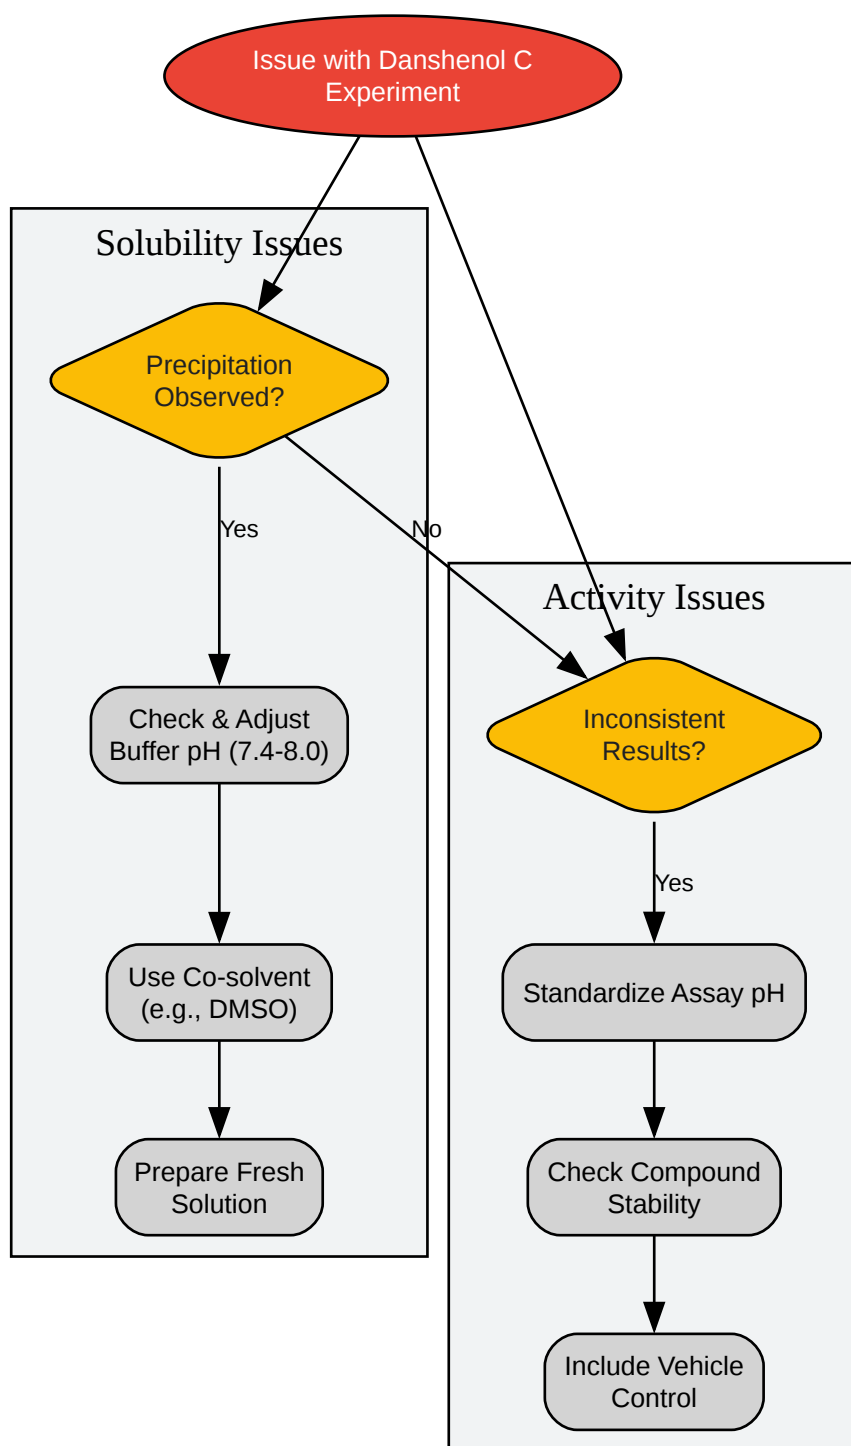 Issue with Danshenol C
Experiment
Solubility Issues
Precipitation
Observed?
Yes
No
Check & Adjust
Buffer pH (7.4-8.0)
Use Co-solvent
(e.g., DMSO)
Prepare Fresh
Solution
Activity Issues
Inconsistent
Results?
Yes
Standardize Assay pH
Check Compound
Stability
Include Vehicle
Control